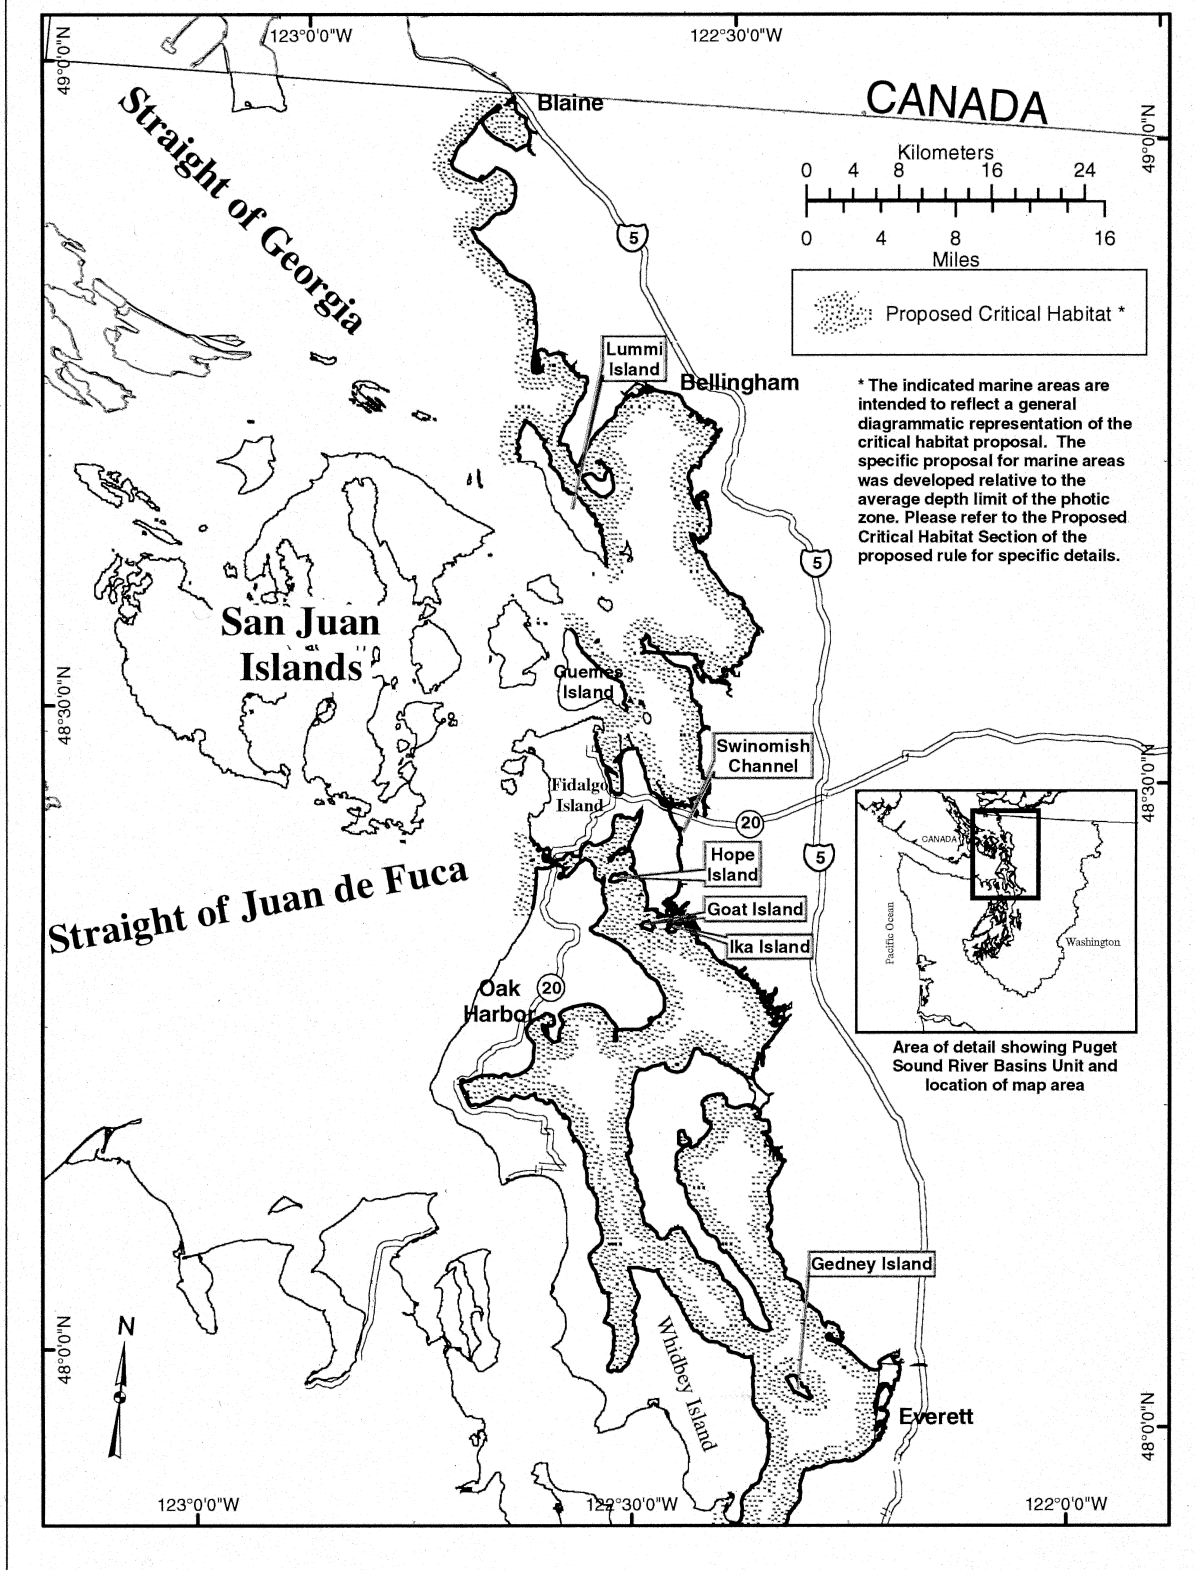 123°0'0"W
122°30'0"W
49°0'0"N
49°0'0"N
CANADA
Blaine
Straight of Georgia
Kilometers
0 4 8 16 24
0 4 8 16
Miles
5
Proposed Critical Habitat *
Lummi
Island
Bellingham
* The indicated marine areas are
intended to reflect a general
diagrammatic representation of the
critical habitat proposal. The
specific proposal for marine areas
was developed relative to the
average depth limit of the photic
zone. Please refer to the Proposed
Critical Habitat Section of the
proposed rule for specific details.
5
San Juan
Islands
Guemes
Island
48°30'0"N
48°30'0"N
Swinomish
Channel
Fidalgo
Island
20
5
Hope
Island
Goat Island
Ika Island
Straight of Juan de Fuca
CANADA
Pacific Ocean
Washington
Oak
Harbor
20
Area of detail showing Puget
Sound River Basins Unit and
location of map area
Gedney Island
Whidbey Island
N
48°0'0"N
48°0'0"N
Everett
123°0'0"W
122°30'0"W
122°0'0"W